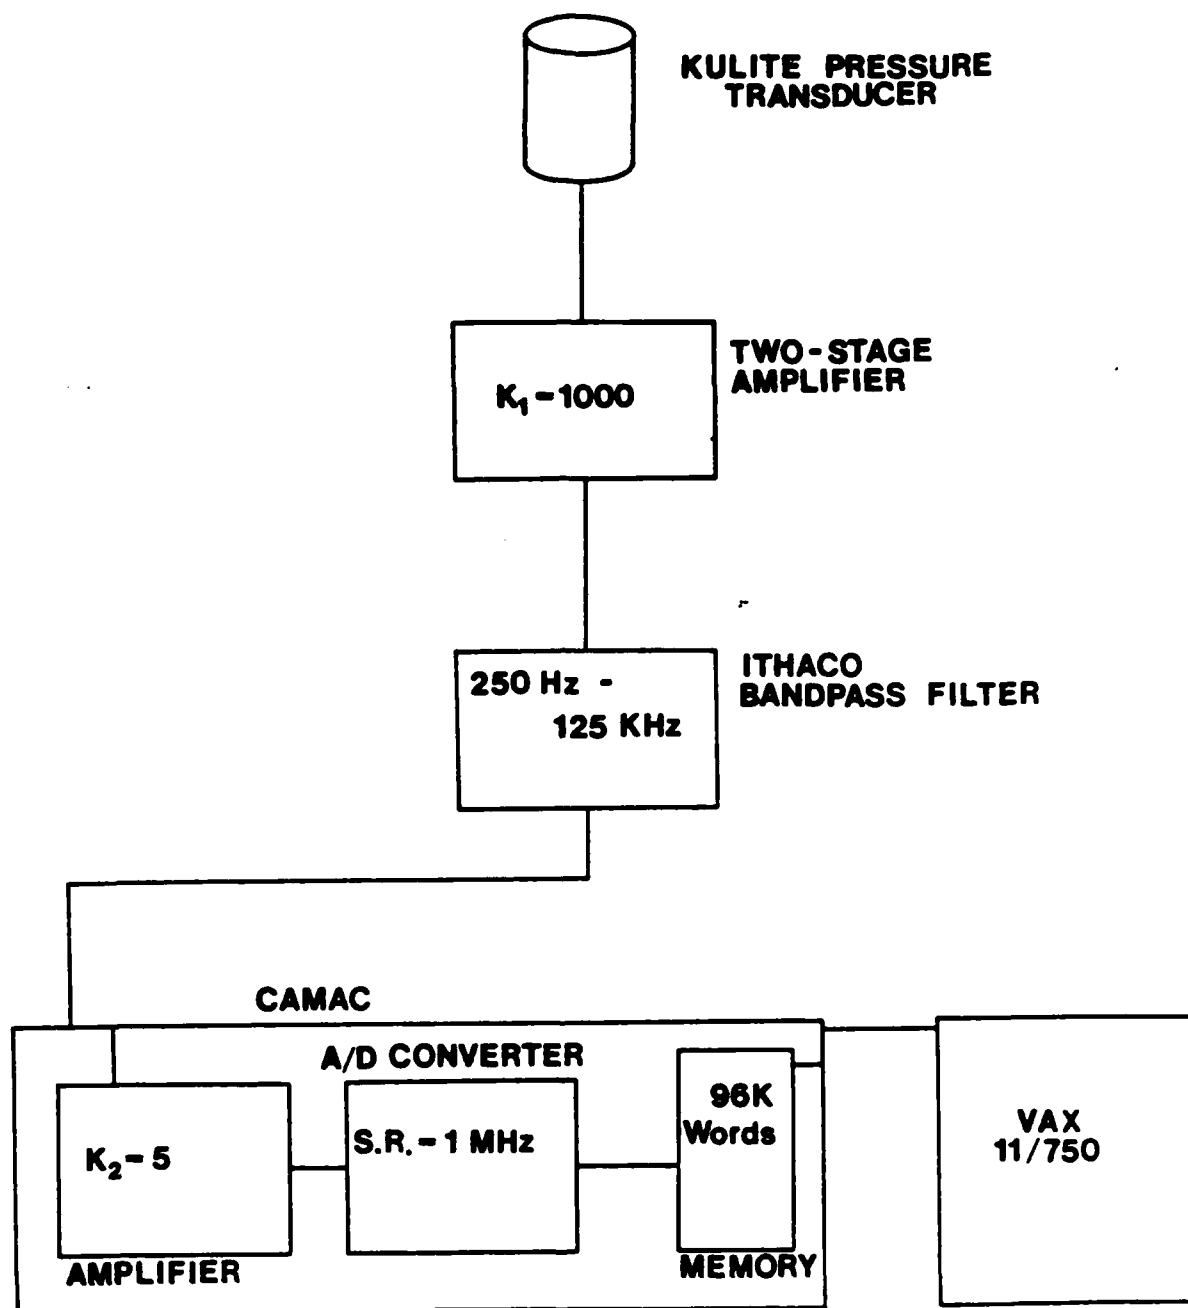 KULITE PRESSURE
TRANSDUCER
TWO-STAGE
AMPLIFIER
K₁-1000
ITHACO
BANDPASS FILTER
250 Hz -
125 KHz
CAMAC
A/D CONVERTER
96K
Words
S.R.-1 MHz
K₂-5
VAX
11/750
AMPLIFIER
MEMORY